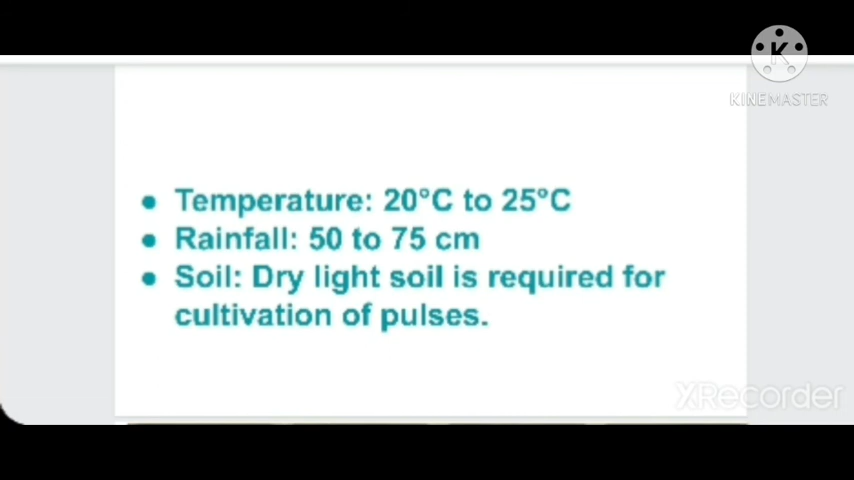 K
KINEMASTER
• Temperature: 20°C to 25°C
• Rainfall: 50 to 75 cm
• Soil: Dry light soil is required for
cultivation of pulses.
XRecorder